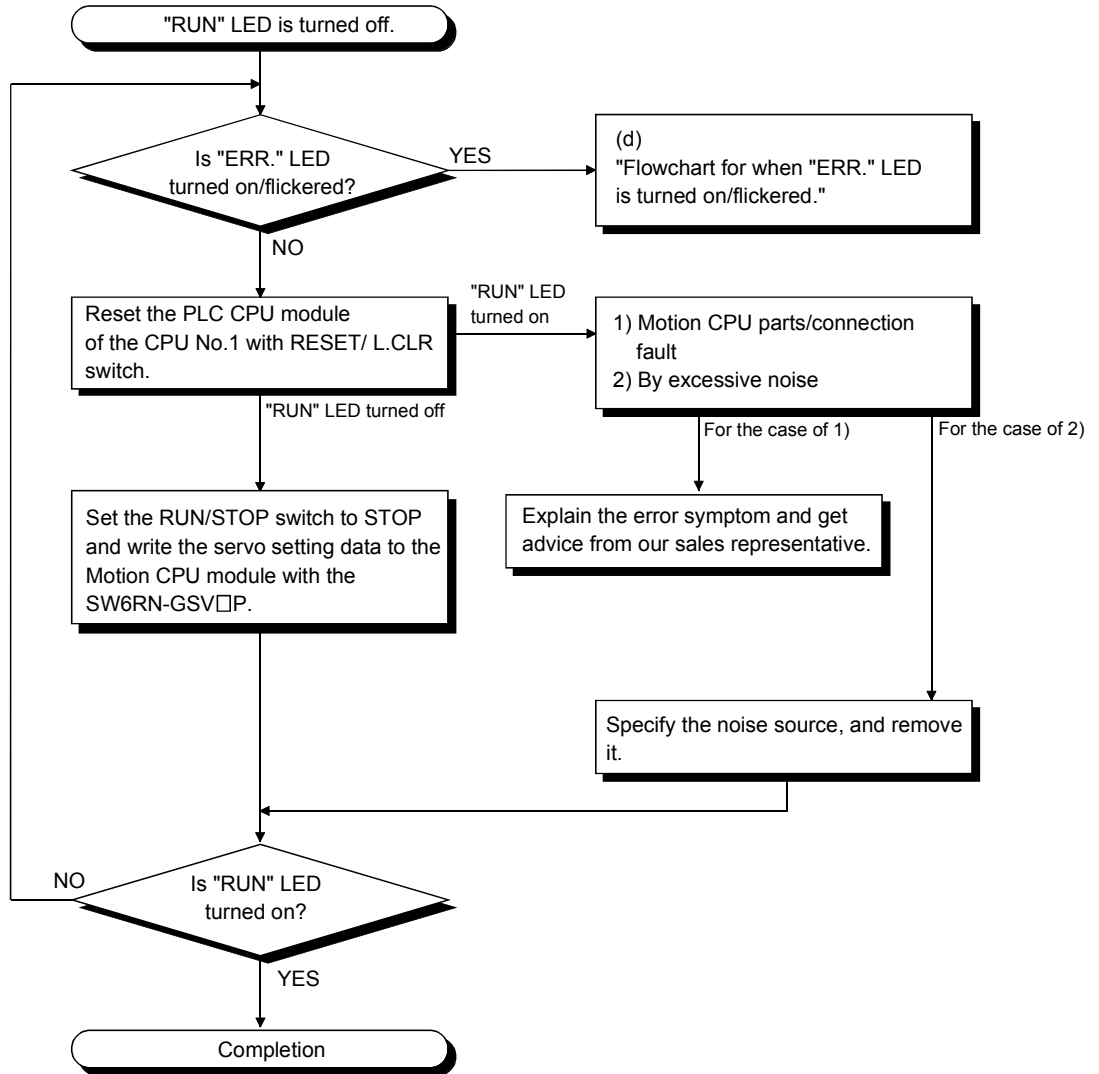 "RUN" LED is turned off.
Is "ERR." LED
turned on/flickered?
YES
(d)
"Flowchart for when "ERR." LED
is turned on/flickered."
NO
Reset the PLC CPU module
of the CPU No.1 with RESET/ L.CLR
switch.
"RUN" LED
turned on
1) Motion CPU parts/connection
fault
2) By excessive noise
"RUN" LED turned off
For the case of 1)
For the case of 2)
Set the RUN/STOP switch to STOP
and write the servo setting data to the
Motion CPU module with the
SW6RN-GSV□P.
Explain the error symptom and get
advice from our sales representative.
Specify the noise source, and remove
it.
NO
Is "RUN" LED
turned on?
YES
Completion